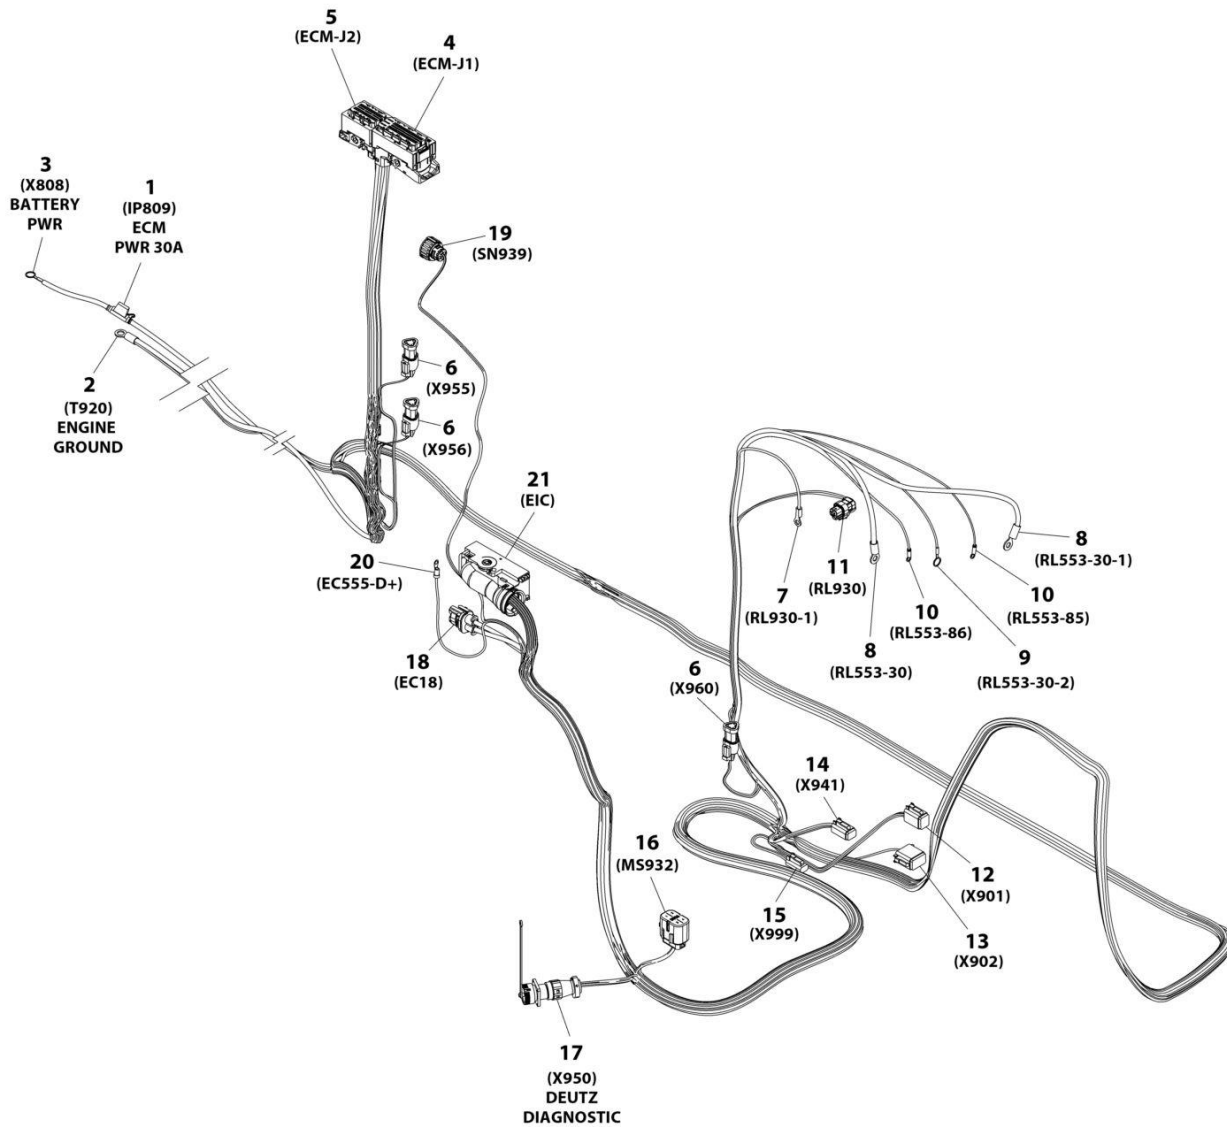 5
(ECM-J2)
4
(ECM-J1)
3
(X808)
BATTERY
PWR
1
(IP809)
ECM
PWR 30A
19
(SN939)
2
(T920)
ENGINE
GROUND
6
(X955)
6
(X956)
21
(EIC)
20
(EC555-D+)
18
(EC18)
7
(RL930-1)
11
(RL930)
8
(RL553-30)
10
(RL553-86)
9
(RL553-30-2)
10
(RL553-85)
8
(RL553-30-1)
6
(X960)
14
(X941)
16
(MS932)
15
(X999)
12
(X901)
13
(X902)
17
(X950)
DEUTZ
DIAGNOSTIC